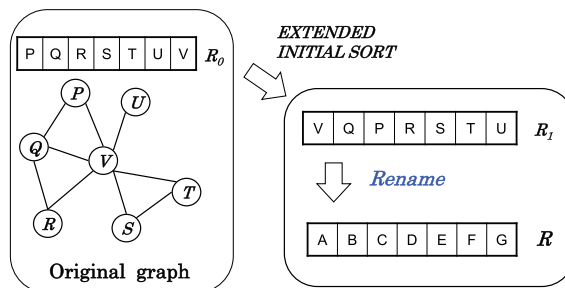 P Q R S T U V R0
EXTENDED
INITIAL SORT
P
U
Q
V
T
R
S
Original graph
V Q P R S T U R1
Rename
A B C D E F G R